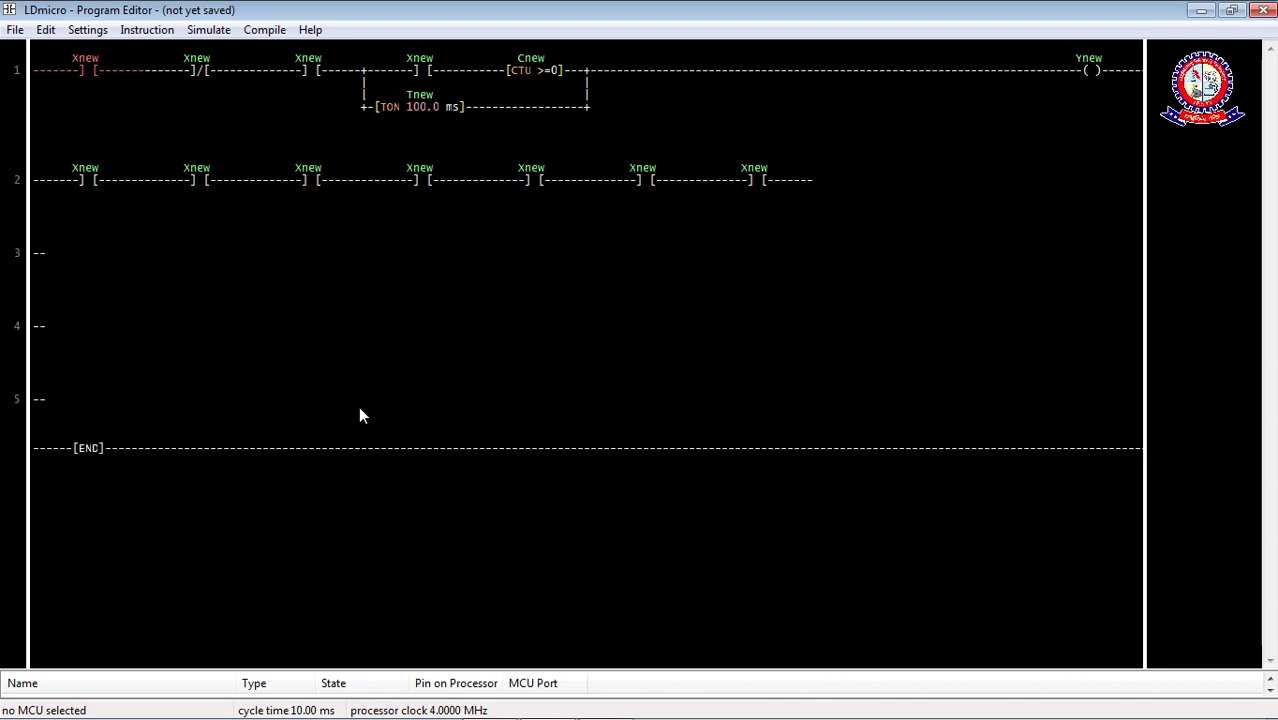 LDmicro - Program Editor - (not yet saved)
File Edit Settings Instruction Simulate Compile Help
Xnew Xnew Xnew Xnew Cnew Ynew
1 -------] [-------------]/[-------------] [-----+------] [---------[CTU >=0]---+---------------------------------------------------------------( )------
Tnew
+-[TON 100.0 ms]---------------+
Xnew Xnew Xnew Xnew Xnew Xnew Xnew
2 ------] [------------] [------------] [------------] [------------] [------------] [------------] [------
3 --
4 --
5 --
------[END]------------------------------------------------------------------------------------------------------------------------------------
Name Type State Pin on Processor MCU Port
no MCU selected cycle time 10.00 ms processor clock 4.0000 MHz